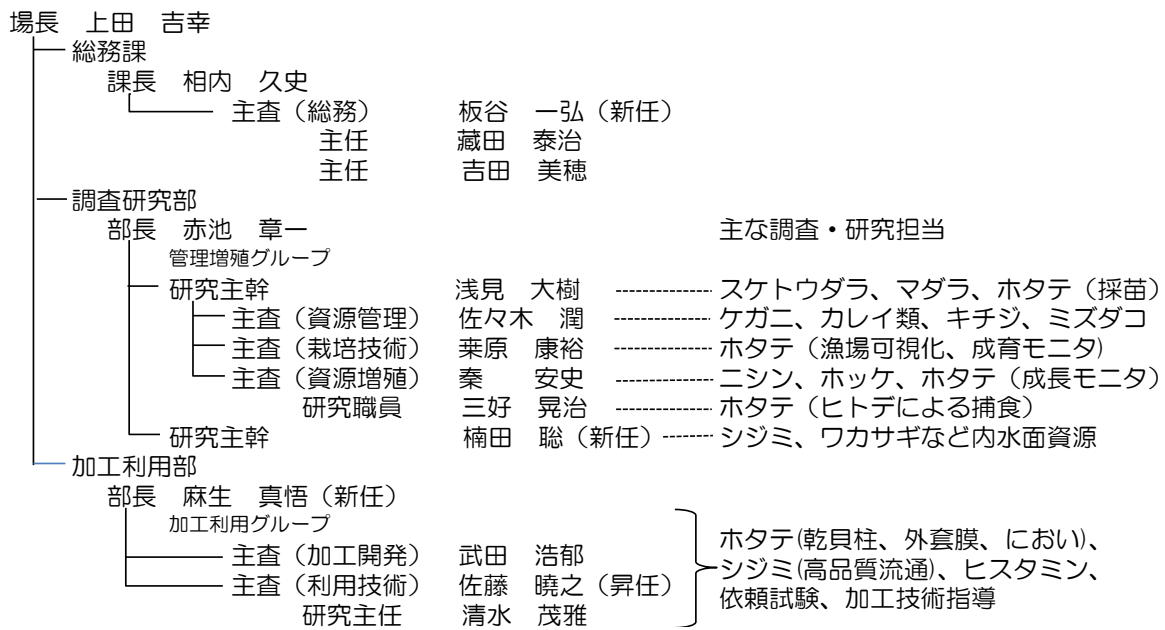 場長　上田　吉幸
総務課
課長　相内　久史
主査（総務）　板谷　一弘（新任）
主任　藏田　泰治
主任　吉田　美穂
調査研究部
部長　赤池　章一　主な調査・研究担当
管理増殖グループ
研究主幹　浅見　大樹　スケトウダラ、マダラ、ホタテ（採苗）
主査（資源管理）　佐々木　潤　ケガニ、カレイ類、キチジ、ミズダコ
主査（栽培技術）　桒原　康裕　ホタテ（漁場可視化、成育モニタ)
主査（資源増殖）　秦　安史　ニシン、ホッケ、ホタテ（成長モニタ）
研究職員　三好　晃治　ホタテ（ヒトデによる捕食）
研究主幹　楠田　聡（新任）　シジミ、ワカサギなど内水面資源
加工利用部
部長　麻生　真悟（新任）
加工利用グループ
主査（加工開発）　武田　浩郁
主査（利用技術）　佐藤　暁之（昇任）
研究主任　清水　茂雅
ホタテ(乾貝柱、外套膜、におい)、
シジミ(高品質流通)、ヒスタミン、
依頼試験、加工技術指導